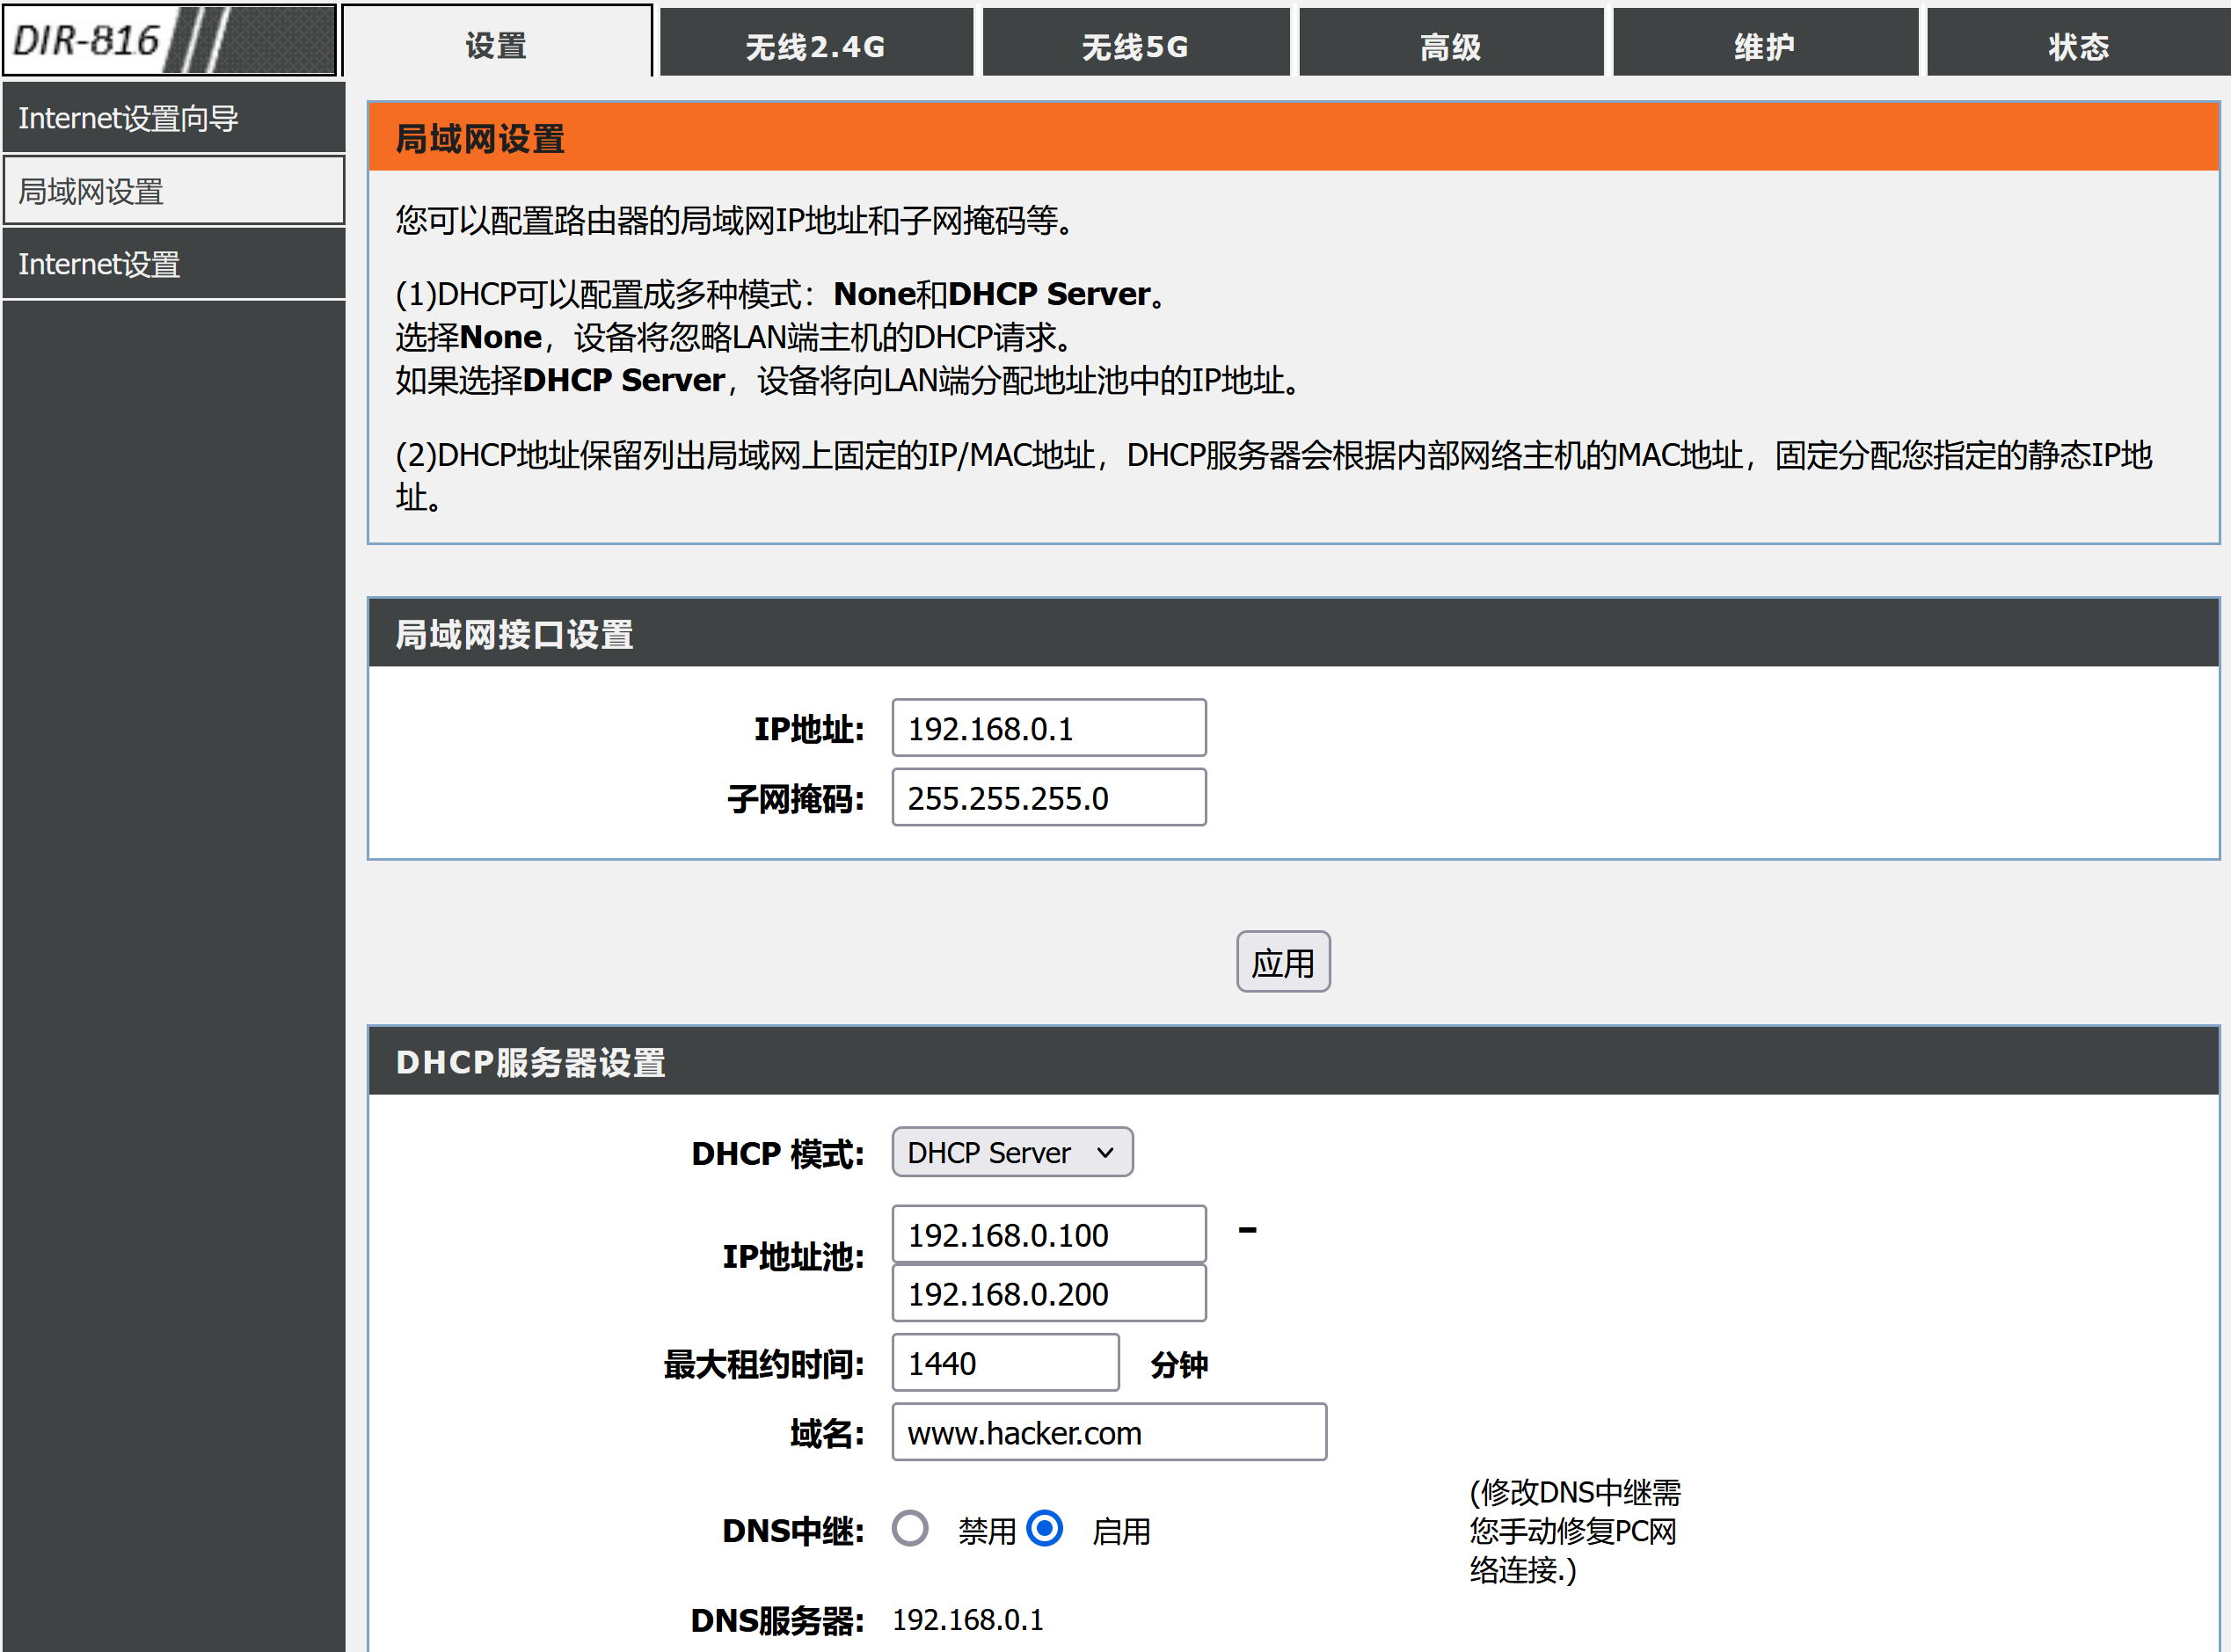 DIR-816
设置
无线2.4G
无线5G
高级
维护
状态
Internet设置向导
局域网设置
Internet设置
局域网设置
您可以配置路由器的局域网IP地址和子网掩码等。
(1)DHCP可以配置成多种模式：None和DHCP Server。
选择None，设备将忽略LAN端主机的DHCP请求。
如果选择DHCP Server，设备将向LAN端分配地址池中的IP地址。
(2)DHCP地址保留列出局域网上固定的IP/MAC地址，DHCP服务器会根据内部网络主机的MAC地址，固定分配您指定的静态IP地
址。
局域网接口设置
IP地址: 192.168.0.1
子网掩码: 255.255.255.0
应用
DHCP服务器设置
DHCP 模式: DHCP Server
IP地址池: 192.168.0.100 -
192.168.0.200
最大租约时间: 1440 分钟
域名: www.hacker.com
DNS中继: 禁用 启用
(修改DNS中继需
您手动修复PC网
络连接.)
DNS服务器: 192.168.0.1